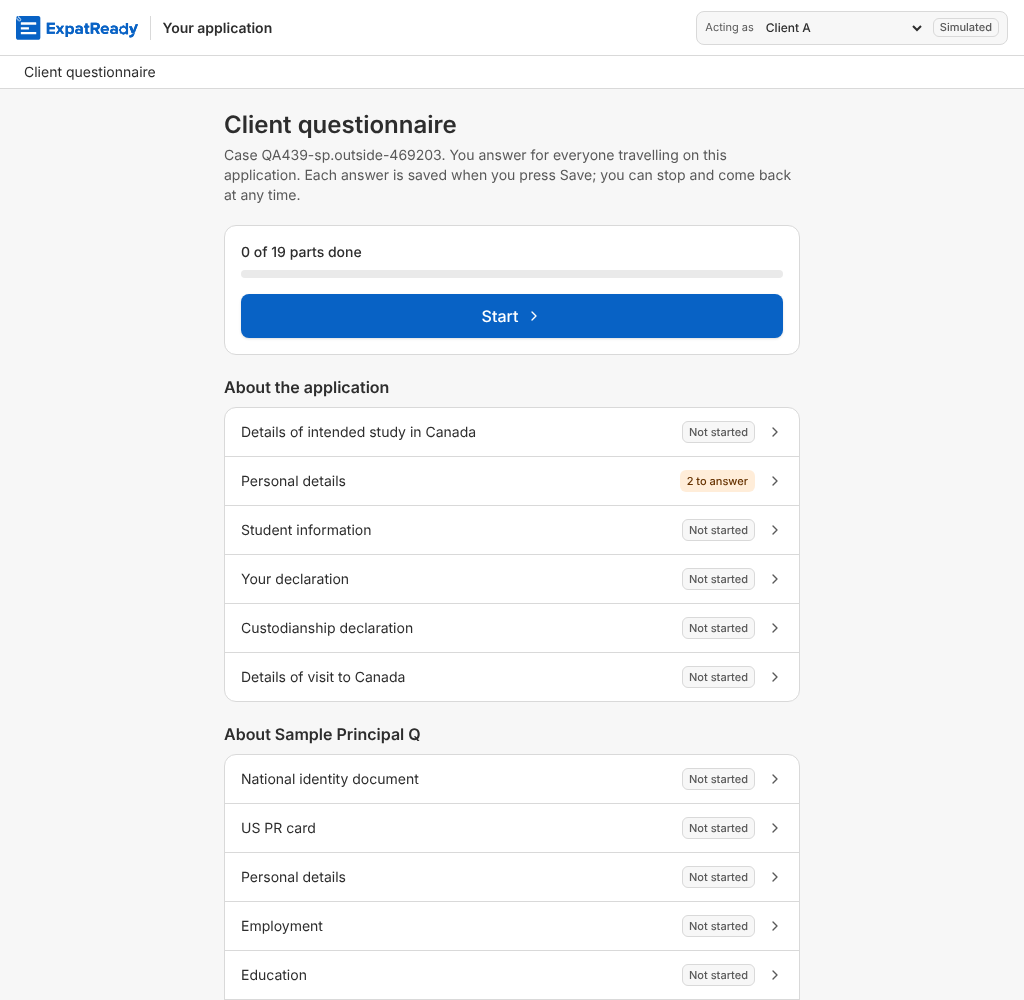 ExpatReady
Your application
Acting as Client A Simulated
Client questionnaire
Client questionnaire
Case QA439-sp.outside-469203. You answer for everyone travelling on this
application. Each answer is saved when you press Save; you can stop and come back
at any time.
0 of 19 parts done
Start
About the application
Details of intended study in Canada Not started
Personal details 2 to answer
Student information Not started
Your declaration Not started
Custodianship declaration Not started
Details of visit to Canada Not started
About Sample Principal Q
National identity document Not started
US PR card Not started
Personal details Not started
Employment Not started
Education Not started